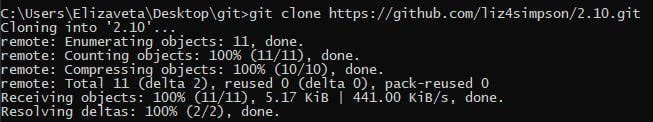 C:\Users\Elizaveta\Desktop\git>git clone https://github.com/liz4simpson/2.10.git
Cloning into '2.10'...
remote: Enumerating objects: 11, done.
remote: Counting objects: 100% (11/11), done.
remote: Compressing objects: 100% (10/10), done.
remote: Total 11 (delta 2), reused 0 (delta 0), pack-reused 0
Receiving objects: 100% (11/11), 5.17 KiB | 441.00 KiB/s, done.
Resolving deltas: 100% (2/2), done.